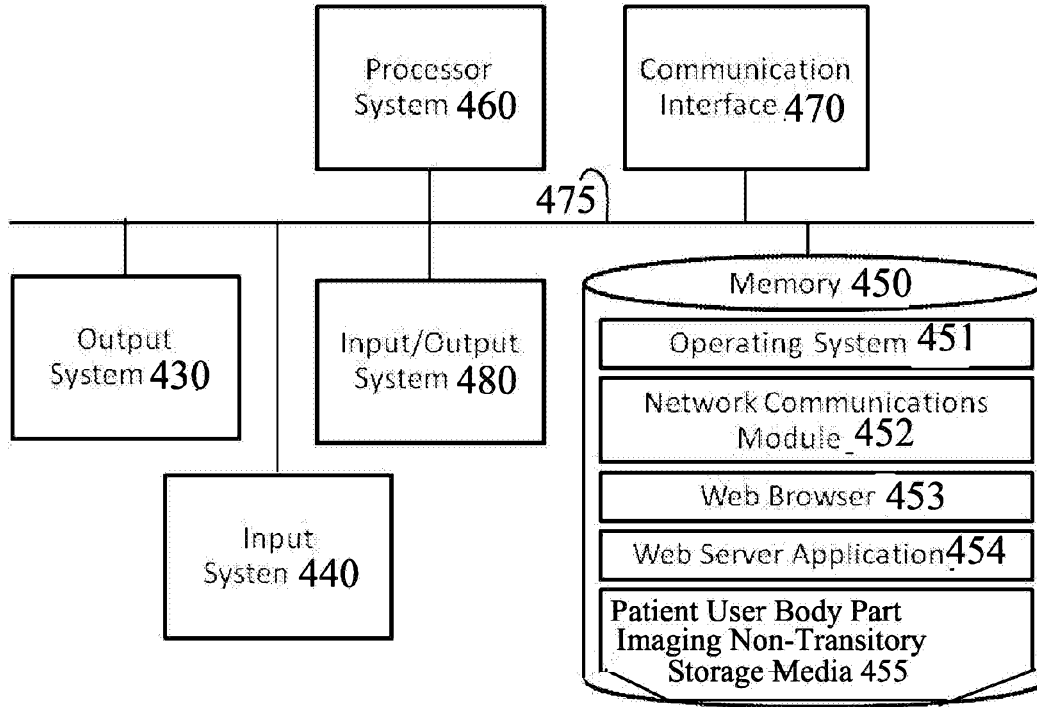 Processor
System 460
Communication
Interface 470
475
Output
System 430
Input/Output
System 480
Input
Systen 440
Memory 450
Operating System 451
Network Communications
Module 452
Web Browser 453
Web Server Application 454
Patient User Body Part
Imaging Non-Transitory
Storage Media 455